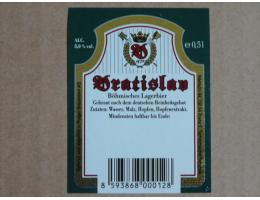 ALC.
5,0 % vol.
e 0,5 l
Bratislav
Böhmisches Lagerbier
Gebraut nach dem deutschen Reinheitsgebot
Zutaten: Wasser, Malz, Hopfen, Hopfenextrakt.
Mindestens haltbar bis Ende:
8 593868 000128